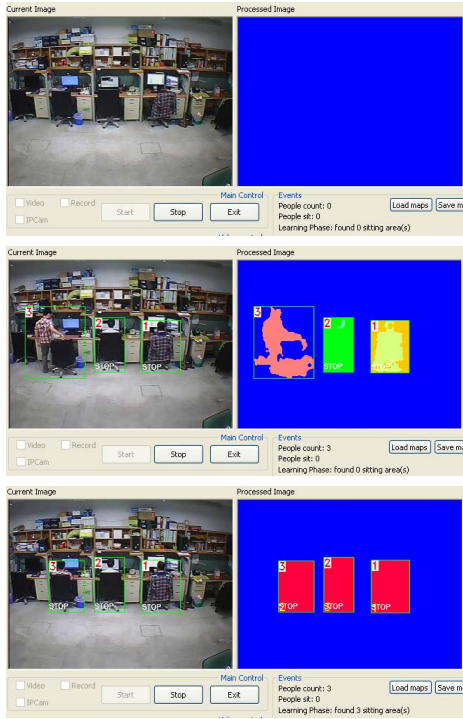 Current Image
Processed Image
Video
Record
IPCam
Start
Stop
Main Control
Exit
Events
People count: 0
People sit: 0
Learning Phase: found 0 sitting area(s)
Load maps
Save m
Current Image
Processed Image
3
2
1
STOP
STOP
3
2
1
STOP
Video
Record
IPCam
Start
Stop
Main Control
Exit
Events
People count: 3
People sit: 0
Learning Phase: found 0 sitting area(s)
Load maps
Save ma
Current Image
Processed Image
3
2
1
STOP
STOP
STOP
3
2
1
STOP
STOP
STOP
Video
Record
IPCam
Start
Stop
Main Control
Exit
Events
People count: 3
People sit: 0
Learning Phase: found 3 sitting area(s)
Load maps
Save m